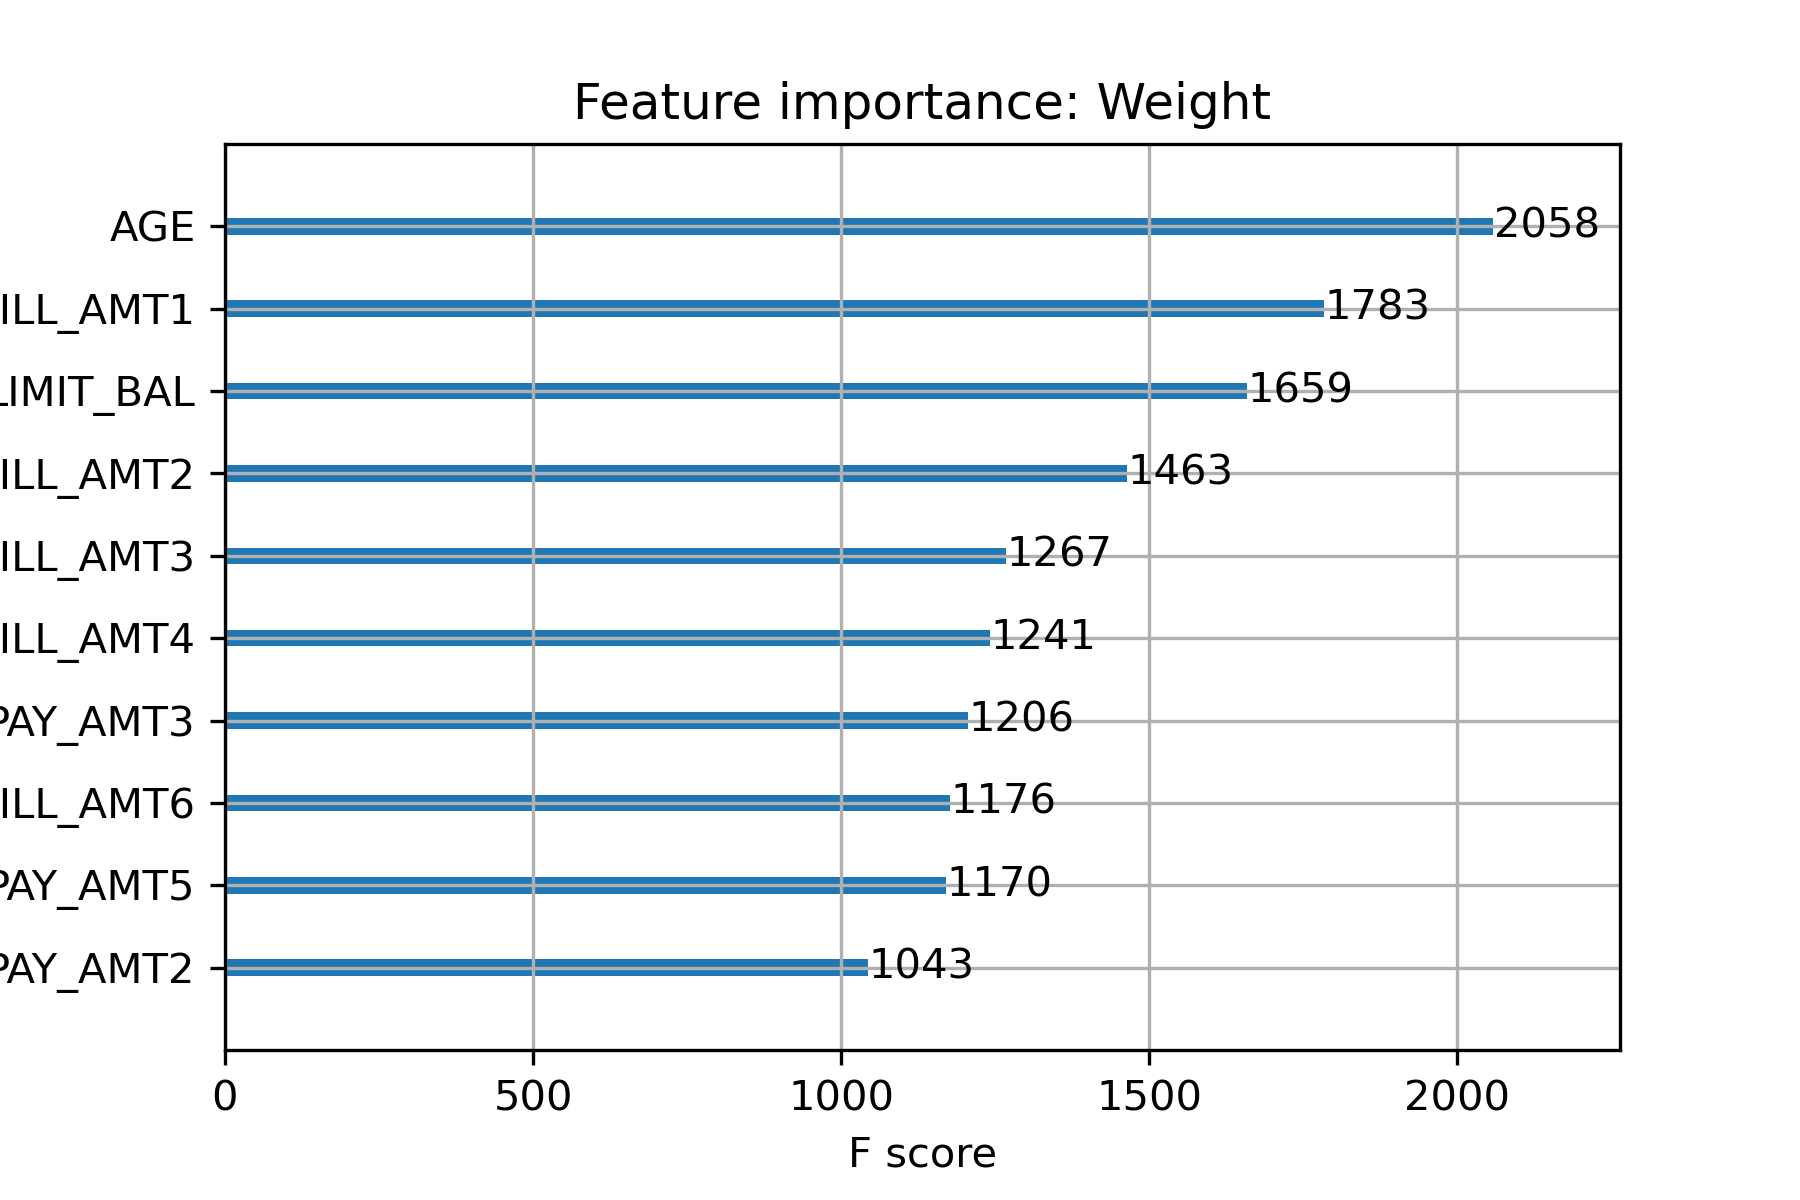 Feature importance: Weight
AGE 2058
ILL_AMT1 1783
LIMIT_BAL 1659
ILL_AMT2 1463
ILL_AMT3 1267
ILL_AMT4 1241
PAY_AMT3 1206
ILL_AMT6 1176
PAY_AMT5 1170
PAY_AMT2 1043
0 500 1000 1500 2000
F score